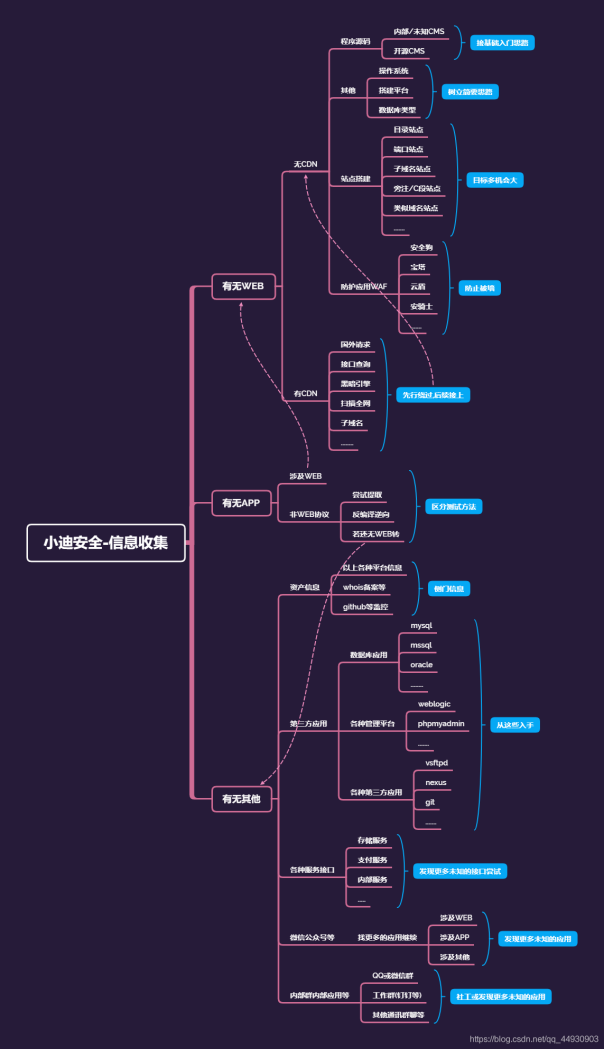 小迪安全-信息收集
有无WEB
无CDN
程序源码
内部/未知CMS
开源CMS
接基础入门思路
其他
操作系统
搭建平台
数据库类型
树立简要思路
站点搭建
目录站点
端口站点
子域名站点
旁注/C段站点
类似域名站点
......
目标多机会大
防护应用WAF
安全狗
宝塔
云盾
安骑士
......
防止被墙
有CDN
国外请求
接口查询
黑暗引擎
扫描全网
子域名
......
先行绕过,后续接上
有无APP
涉及WEB
非WEB协议
尝试提取
反编译逆向
若还无WEB转
区分测试方法
有无其他
资产信息
以上各种平台信息
whois备案等
github等监控
侧门信息
第三方应用
数据库应用
mysql
mssql
oracle
......
各种管理平台
weblogic
phpmyadmin
......
各种第三方应用
vsftpd
nexus
git
......
从这些入手
各种服务接口
存储服务
支付服务
内部服务
....
发现更多未知的接口尝试
微信公众号等
找更多的应用继续
涉及WEB
涉及APP
涉及其他
发现更多未知的应用
内部群内部应用等
QQ或微信群
工作群(钉钉等)
其他通讯群聊等
社工或发现更多未知的应用
https://blog.csdn.net/qq_44930903